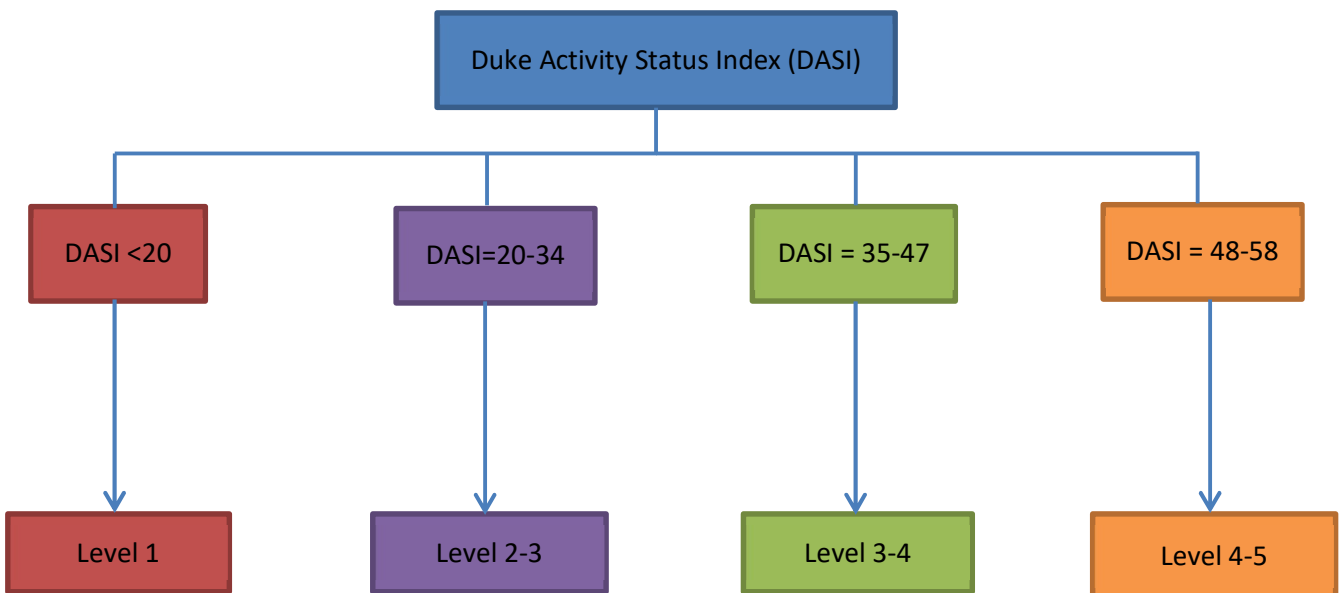 Duke Activity Status Index (DASI)
DASI <20
DASI=20-34
DASI = 35-47
DASI = 48-58
Level 1
Level 2-3
Level 3-4
Level 4-5